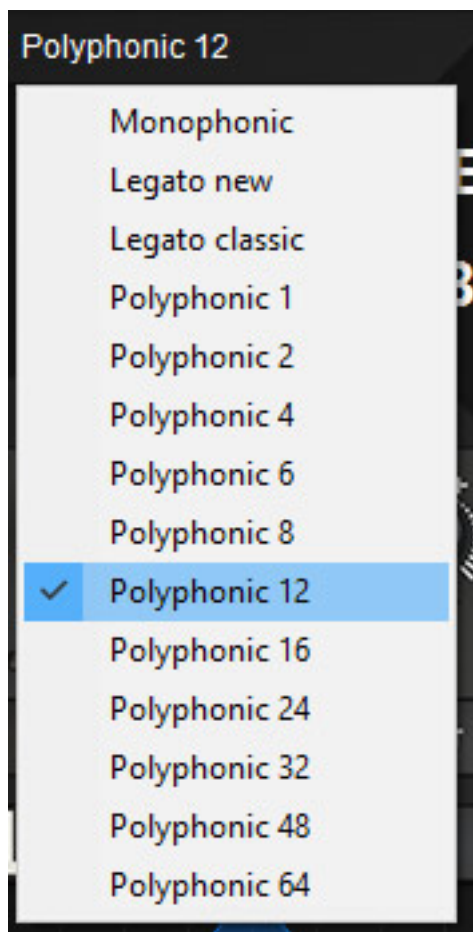 Polyphonic 12
Monophonic
Legato new
Legato classic
Polyphonic 1
Polyphonic 2
Polyphonic 4
Polyphonic 6
Polyphonic 8
Polyphonic 12
Polyphonic 16
Polyphonic 24
Polyphonic 32
Polyphonic 48
Polyphonic 64